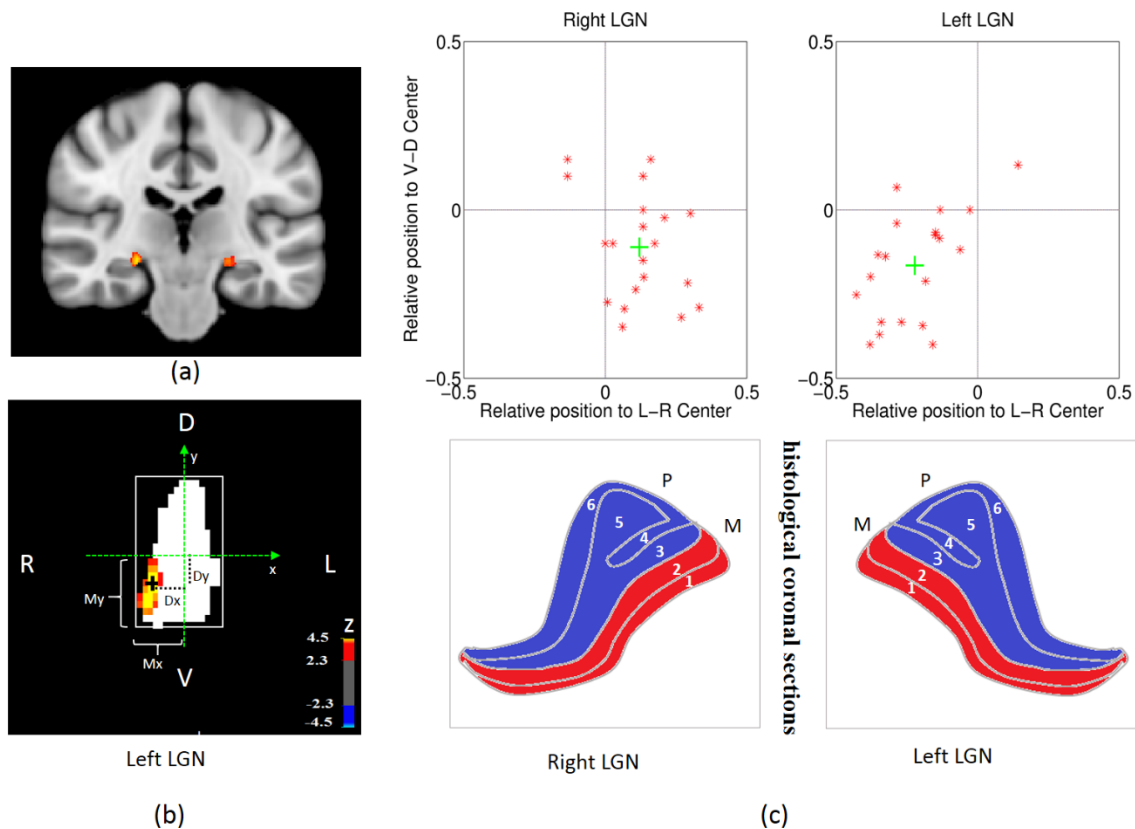 (a)
D
y
R
L
x
My
Dy
Dx
Mx
V
Z
4.5
2.3
-2.3
-4.5
Left LGN
(b)
Right LGN
Left LGN
0.5
0
−0.5
−0.5
0
0.5
0.5
0
−0.5
−0.5
0
0.5
Relative position to V−D Center
Relative position to L−R Center
Relative position to L−R Center
P
M
6
5
4
3
2
1
Right LGN
histological coronal sections
P
M
6
5
4
3
2
1
Left LGN
(c)